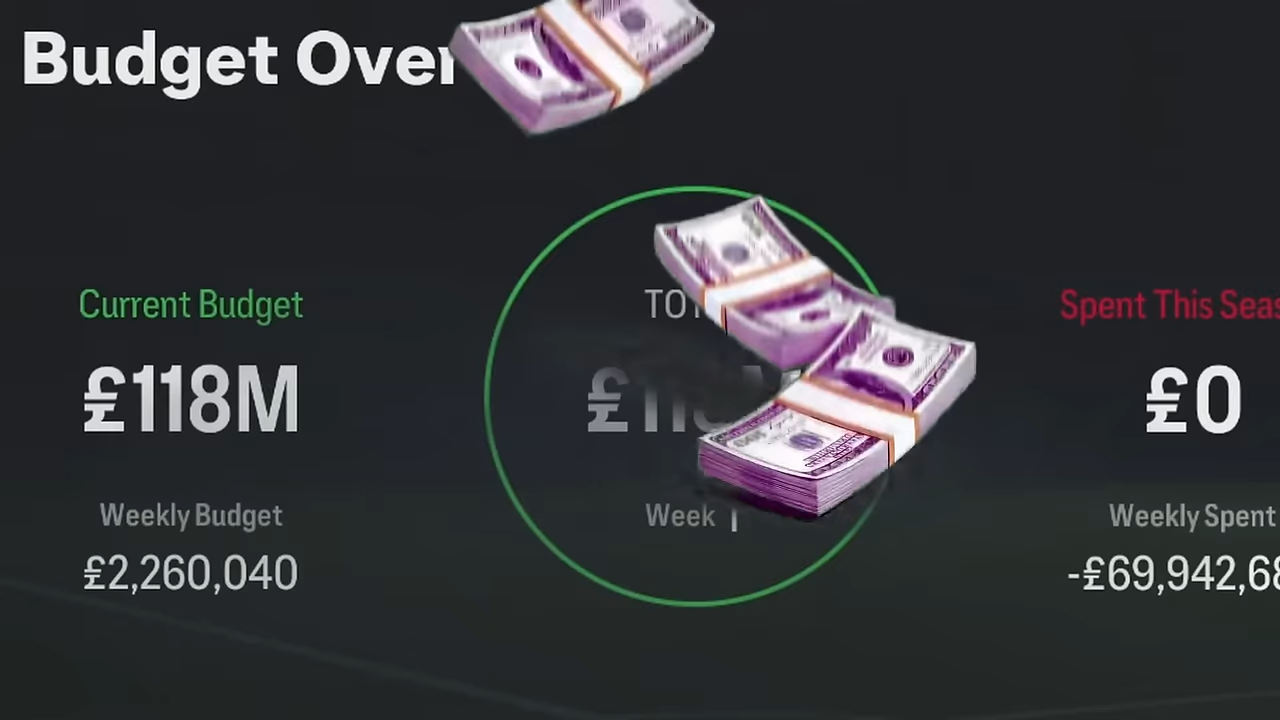 Budget Over
Current Budget
£118M
Weekly Budget
£2,260,040
Week
Spent This Seas
£0
Weekly Spent
-£69,942,68